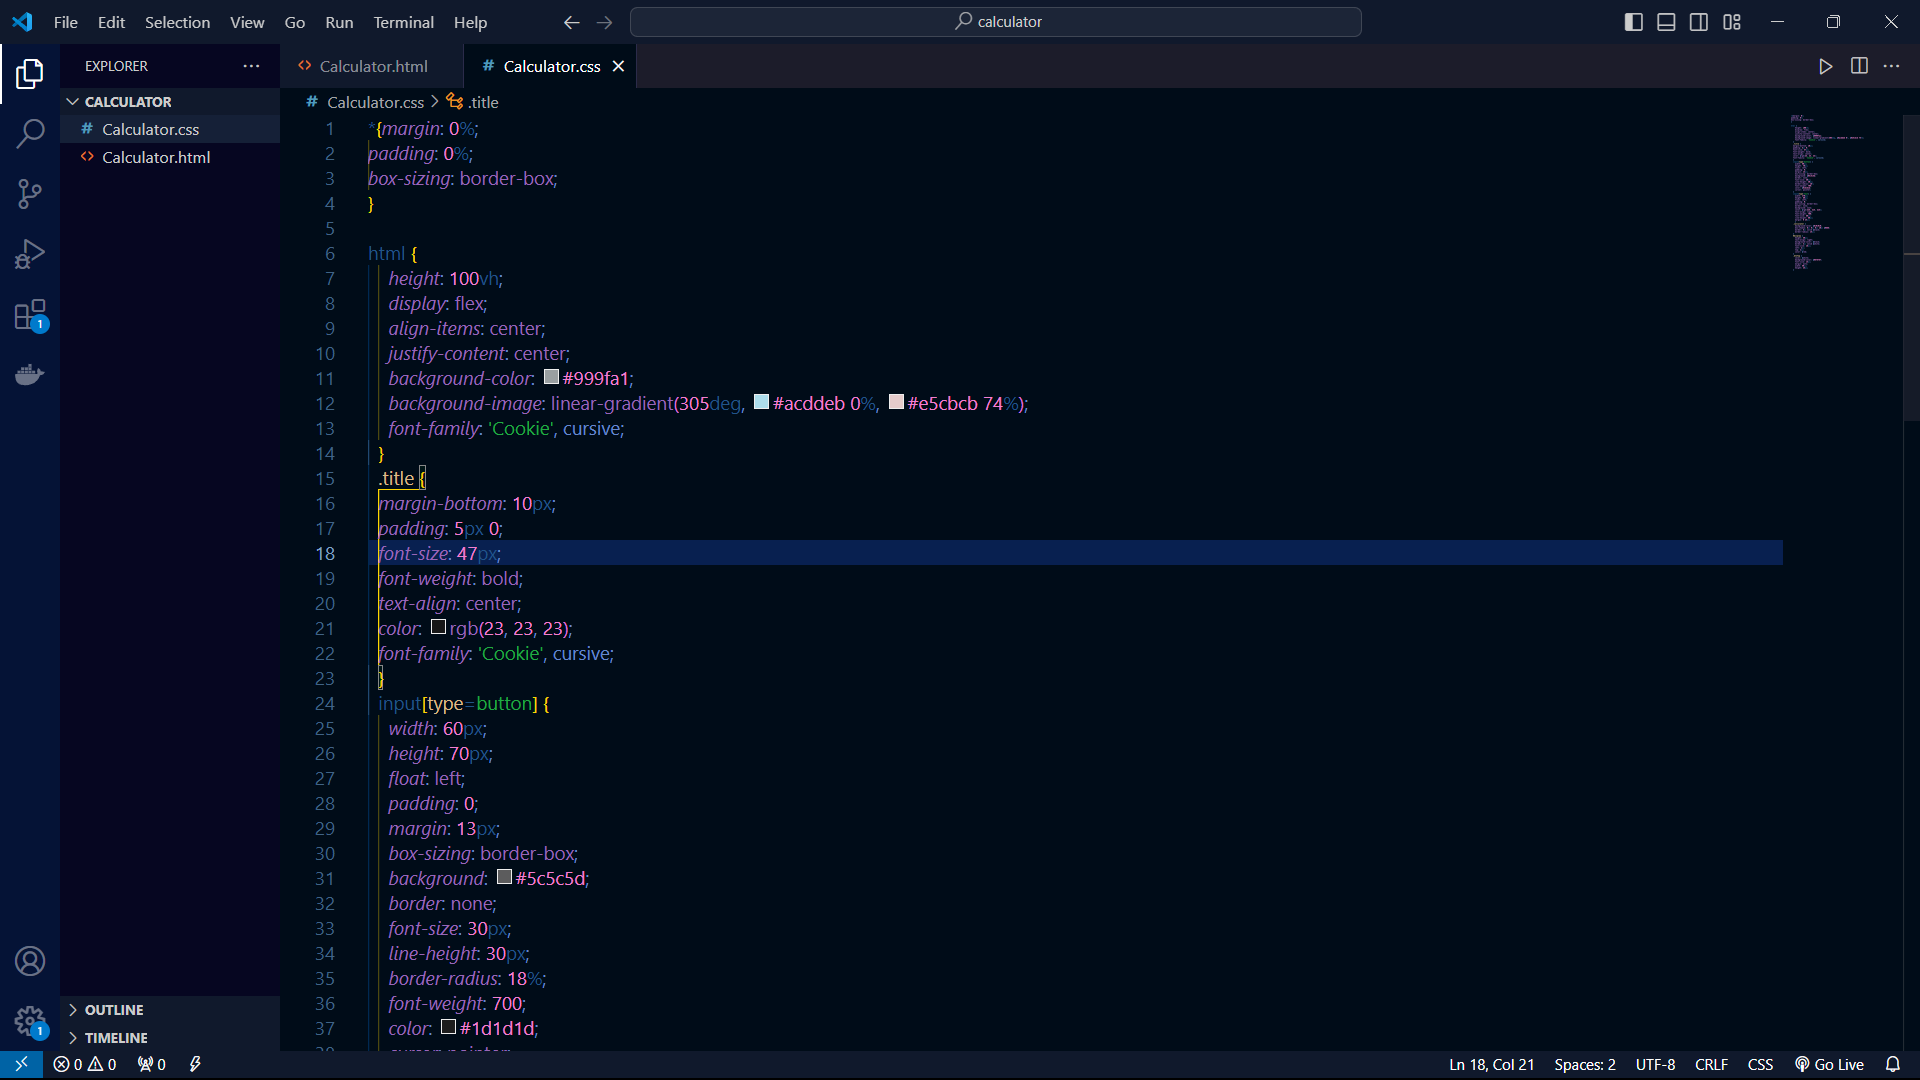 File Edit Selection View Go Run Terminal Help
calculator
EXPLORER
Calculator.html
# Calculator.css
CALCULATOR
# Calculator.css
Calculator.html
# Calculator.css > .title
1 *{margin: 0%;
2 padding: 0%;
3 box-sizing: border-box;
4 }
5
6 html {
7 height: 100vh;
8 display: flex;
9 align-items: center;
10 justify-content: center;
11 background-color: #999fa1;
12 background-image: linear-gradient(305deg, #acddeb 0%, #e5cbcb 74%);
13 font-family: 'Cookie', cursive;
14 }
15 .title {
16 margin-bottom: 10px;
17 padding: 5px 0;
18 font-size: 47px;
19 font-weight: bold;
20 text-align: center;
21 color: rgb(23, 23, 23);
22 font-family: 'Cookie', cursive;
23 }
24 input[type=button] {
25 width: 60px;
26 height: 70px;
27 float: left;
28 padding: 0;
29 margin: 13px;
30 box-sizing: border-box;
31 background: #5c5c5d;
32 border: none;
33 font-size: 30px;
34 line-height: 30px;
35 border-radius: 18%;
36 font-weight: 700;
37 color: #1d1d1d;
1
1
OUTLINE
TIMELINE
0 0 0
Ln 18, Col 21 Spaces: 2 UTF-8 CRLF CSS Go Live